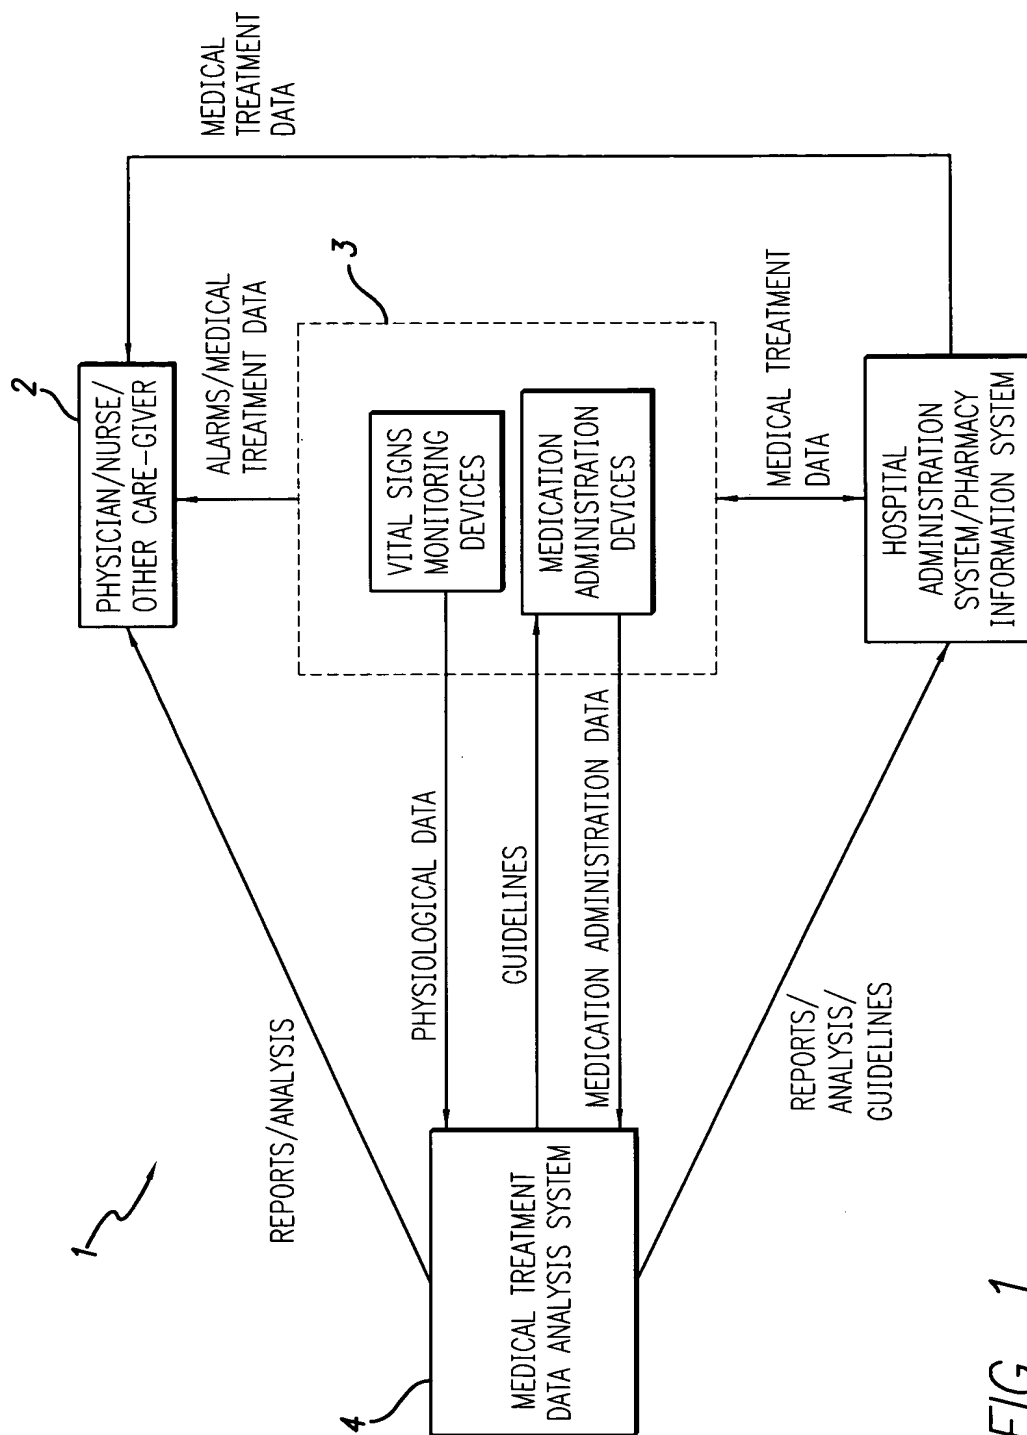 1
2
PHYSICIAN/NURSE/
OTHER CARE-GIVER
MEDICAL
TREATMENT
DATA
REPORTS/ANALYSIS
ALARMS/MEDICAL
TREATMENT DATA
3
VITAL SIGNS
MONITORING
DEVICES
PHYSIOLOGICAL DATA
GUIDELINES
MEDICATION
ADMINISTRATION
DEVICES
MEDICATION ADMINISTRATION DATA
4
MEDICAL TREATMENT
DATA ANALYSIS SYSTEM
MEDICAL TREATMENT
DATA
REPORTS/
ANALYSIS/
GUIDELINES
HOSPITAL
ADMINISTRATION
SYSTEM/PHARMACY
INFORMATION SYSTEM
FIG. 1